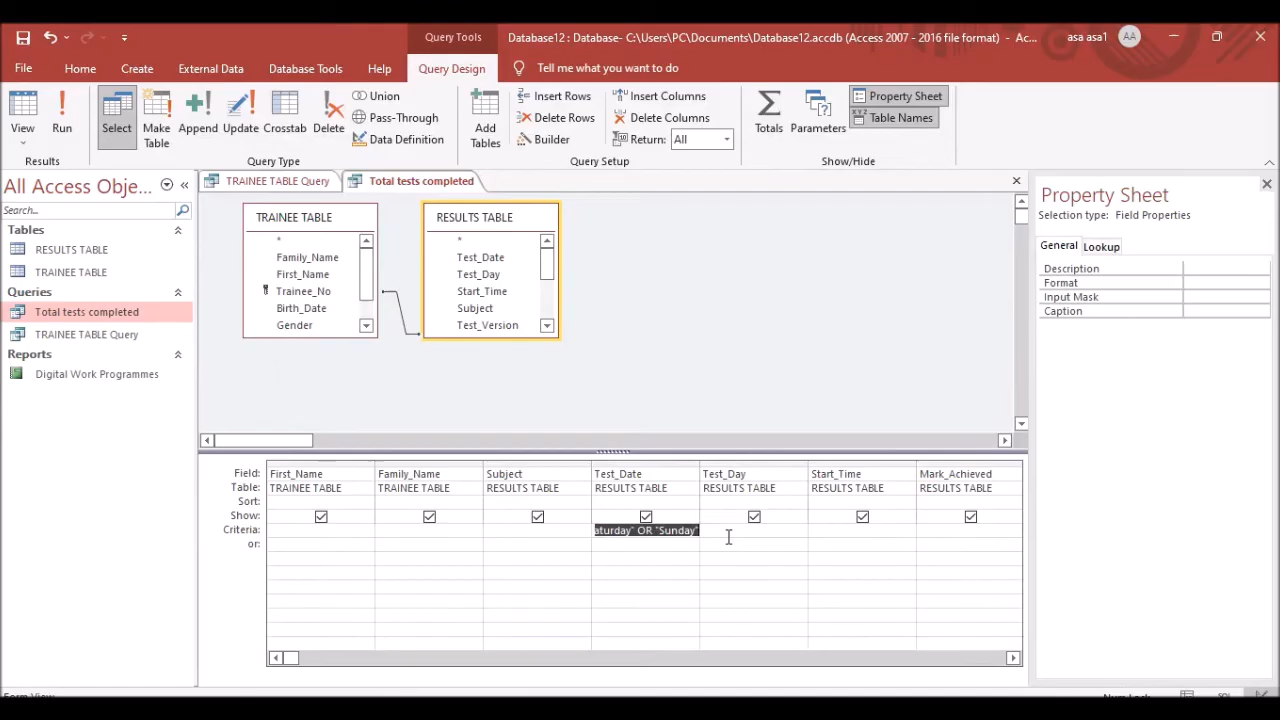 Query Tools
Database12 : Database- C:\Users\PC\Documents\Database12.accdb (Access 2007 - 2016 file format) - Ac...
asa asa1
AA
File
Home
Create
External Data
Database Tools
Help
Query Design
Tell me what you want to do
View
Run
Select
Make Table
Append
Update
Crosstab
Delete
Union
Pass-Through
Data Definition
Add Tables
Insert Rows
Delete Rows
Builder
Insert Columns
Delete Columns
Return: All
Totals
Parameters
Property Sheet
Table Names
Results
Query Type
Query Setup
Show/Hide
All Access Obje...
Search...
Tables
RESULTS TABLE
TRAINEE TABLE
Queries
Total tests completed
TRAINEE TABLE Query
Reports
Digital Work Programmes
TRAINEE TABLE Query
Total tests completed
TRAINEE TABLE
*
Family_Name
First_Name
Trainee_No
Birth_Date
Gender
RESULTS TABLE
*
Test_Date
Test_Day
Start_Time
Subject
Test_Version
Field: First_Name Family_Name Subject Test_Date Test_Day Start_Time Mark_Achieved
Table: TRAINEE TABLE TRAINEE TABLE RESULTS TABLE RESULTS TABLE RESULTS TABLE RESULTS TABLE RESULTS TABLE
Sort:
Show:
Criteria: aturday" OR "Sunday"
or:
Property Sheet
Selection type: Field Properties
General
Lookup
Description
Format
Input Mask
Caption